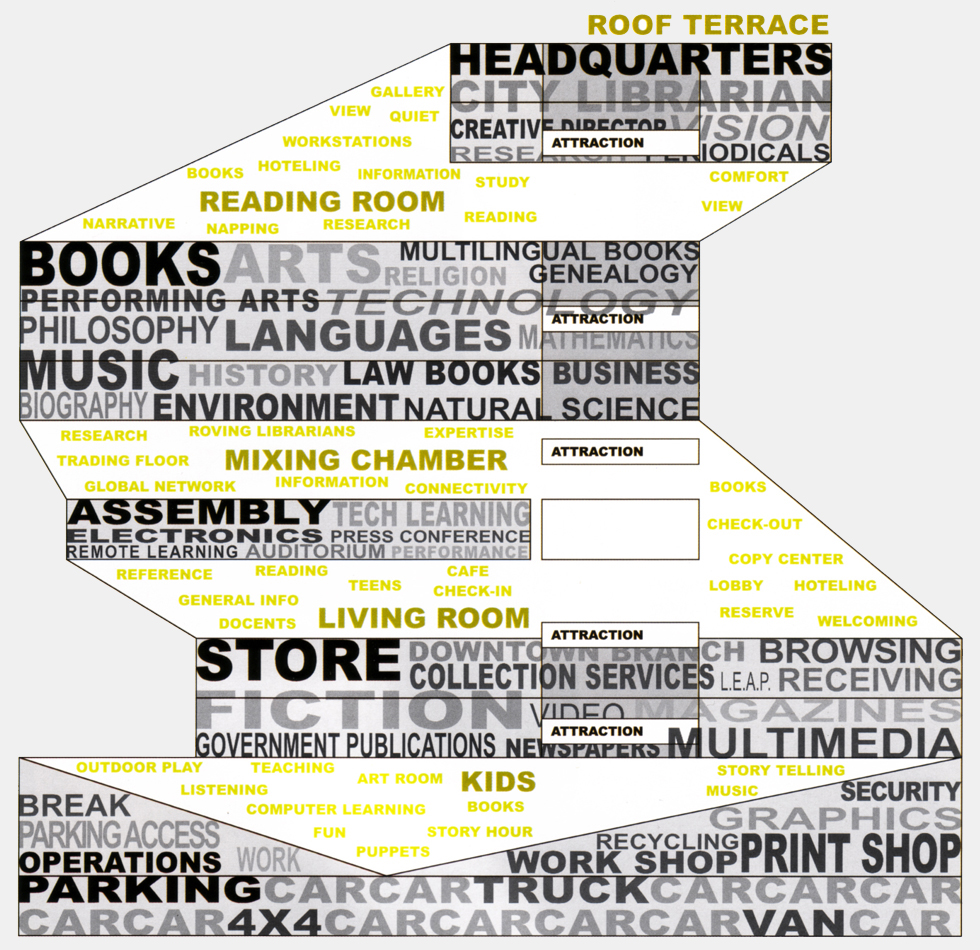 ROOF TERRACE
HEADQUARTERS
CITY LIBRARIAN
CREATIVE DIRECTOR VISION
ATTRACTION
RESEARCH PERIODICALS
GALLERY
VIEW QUIET
WORKSTATIONS
BOOKS HOTELING INFORMATION STUDY COMFORT
READING ROOM
NARRATIVE NAPPING RESEARCH READING VIEW
BOOKS ARTS MULTILINGUAL BOOKS
RELIGION GENEALOGY
PERFORMING ARTS TECHNOLOGY
ATTRACTION
PHILOSOPHY LANGUAGES MATHEMATICS
MUSIC HISTORY LAW BOOKS BUSINESS
BIOGRAPHY ENVIRONMENT NATURAL SCIENCE
RESEARCH ROVING LIBRARIANS EXPERTISE
ATTRACTION
TRADING FLOOR MIXING CHAMBER
GLOBAL NETWORK INFORMATION CONNECTIVITY BOOKS
ASSEMBLY TECH LEARNING
CHECK-OUT
ELECTRONICS PRESS CONFERENCE
REMOTE LEARNING AUDITORIUM PERFORMANCE
COPY CENTER
REFERENCE READING CAFE
TEENS CHECK-IN LOBBY HOTELING
GENERAL INFO
DOCENTS LIVING ROOM RESERVE WELCOMING
ATTRACTION
STORE DOWNTOWN BRANCH BROWSING
COLLECTION SERVICES L.E.A.P. RECEIVING
FICTION VIDEO MAGAZINES
ATTRACTION
GOVERNMENT PUBLICATIONS NEWSPAPERS MULTIMEDIA
OUTDOOR PLAY TEACHING ART ROOM KIDS STORY TELLING
LISTENING MUSIC SECURITY
BREAK COMPUTER LEARNING BOOKS GRAPHICS
PARKING ACCESS FUN STORY HOUR RECYCLING
OPERATIONS WORK PUPPETS WORK SHOP PRINT SHOP
PARKING CARCARCAR TRUCK CARCARCARCAR
CARCARCAR 4X4 CARCARCARCARCARCAR VAN CAR